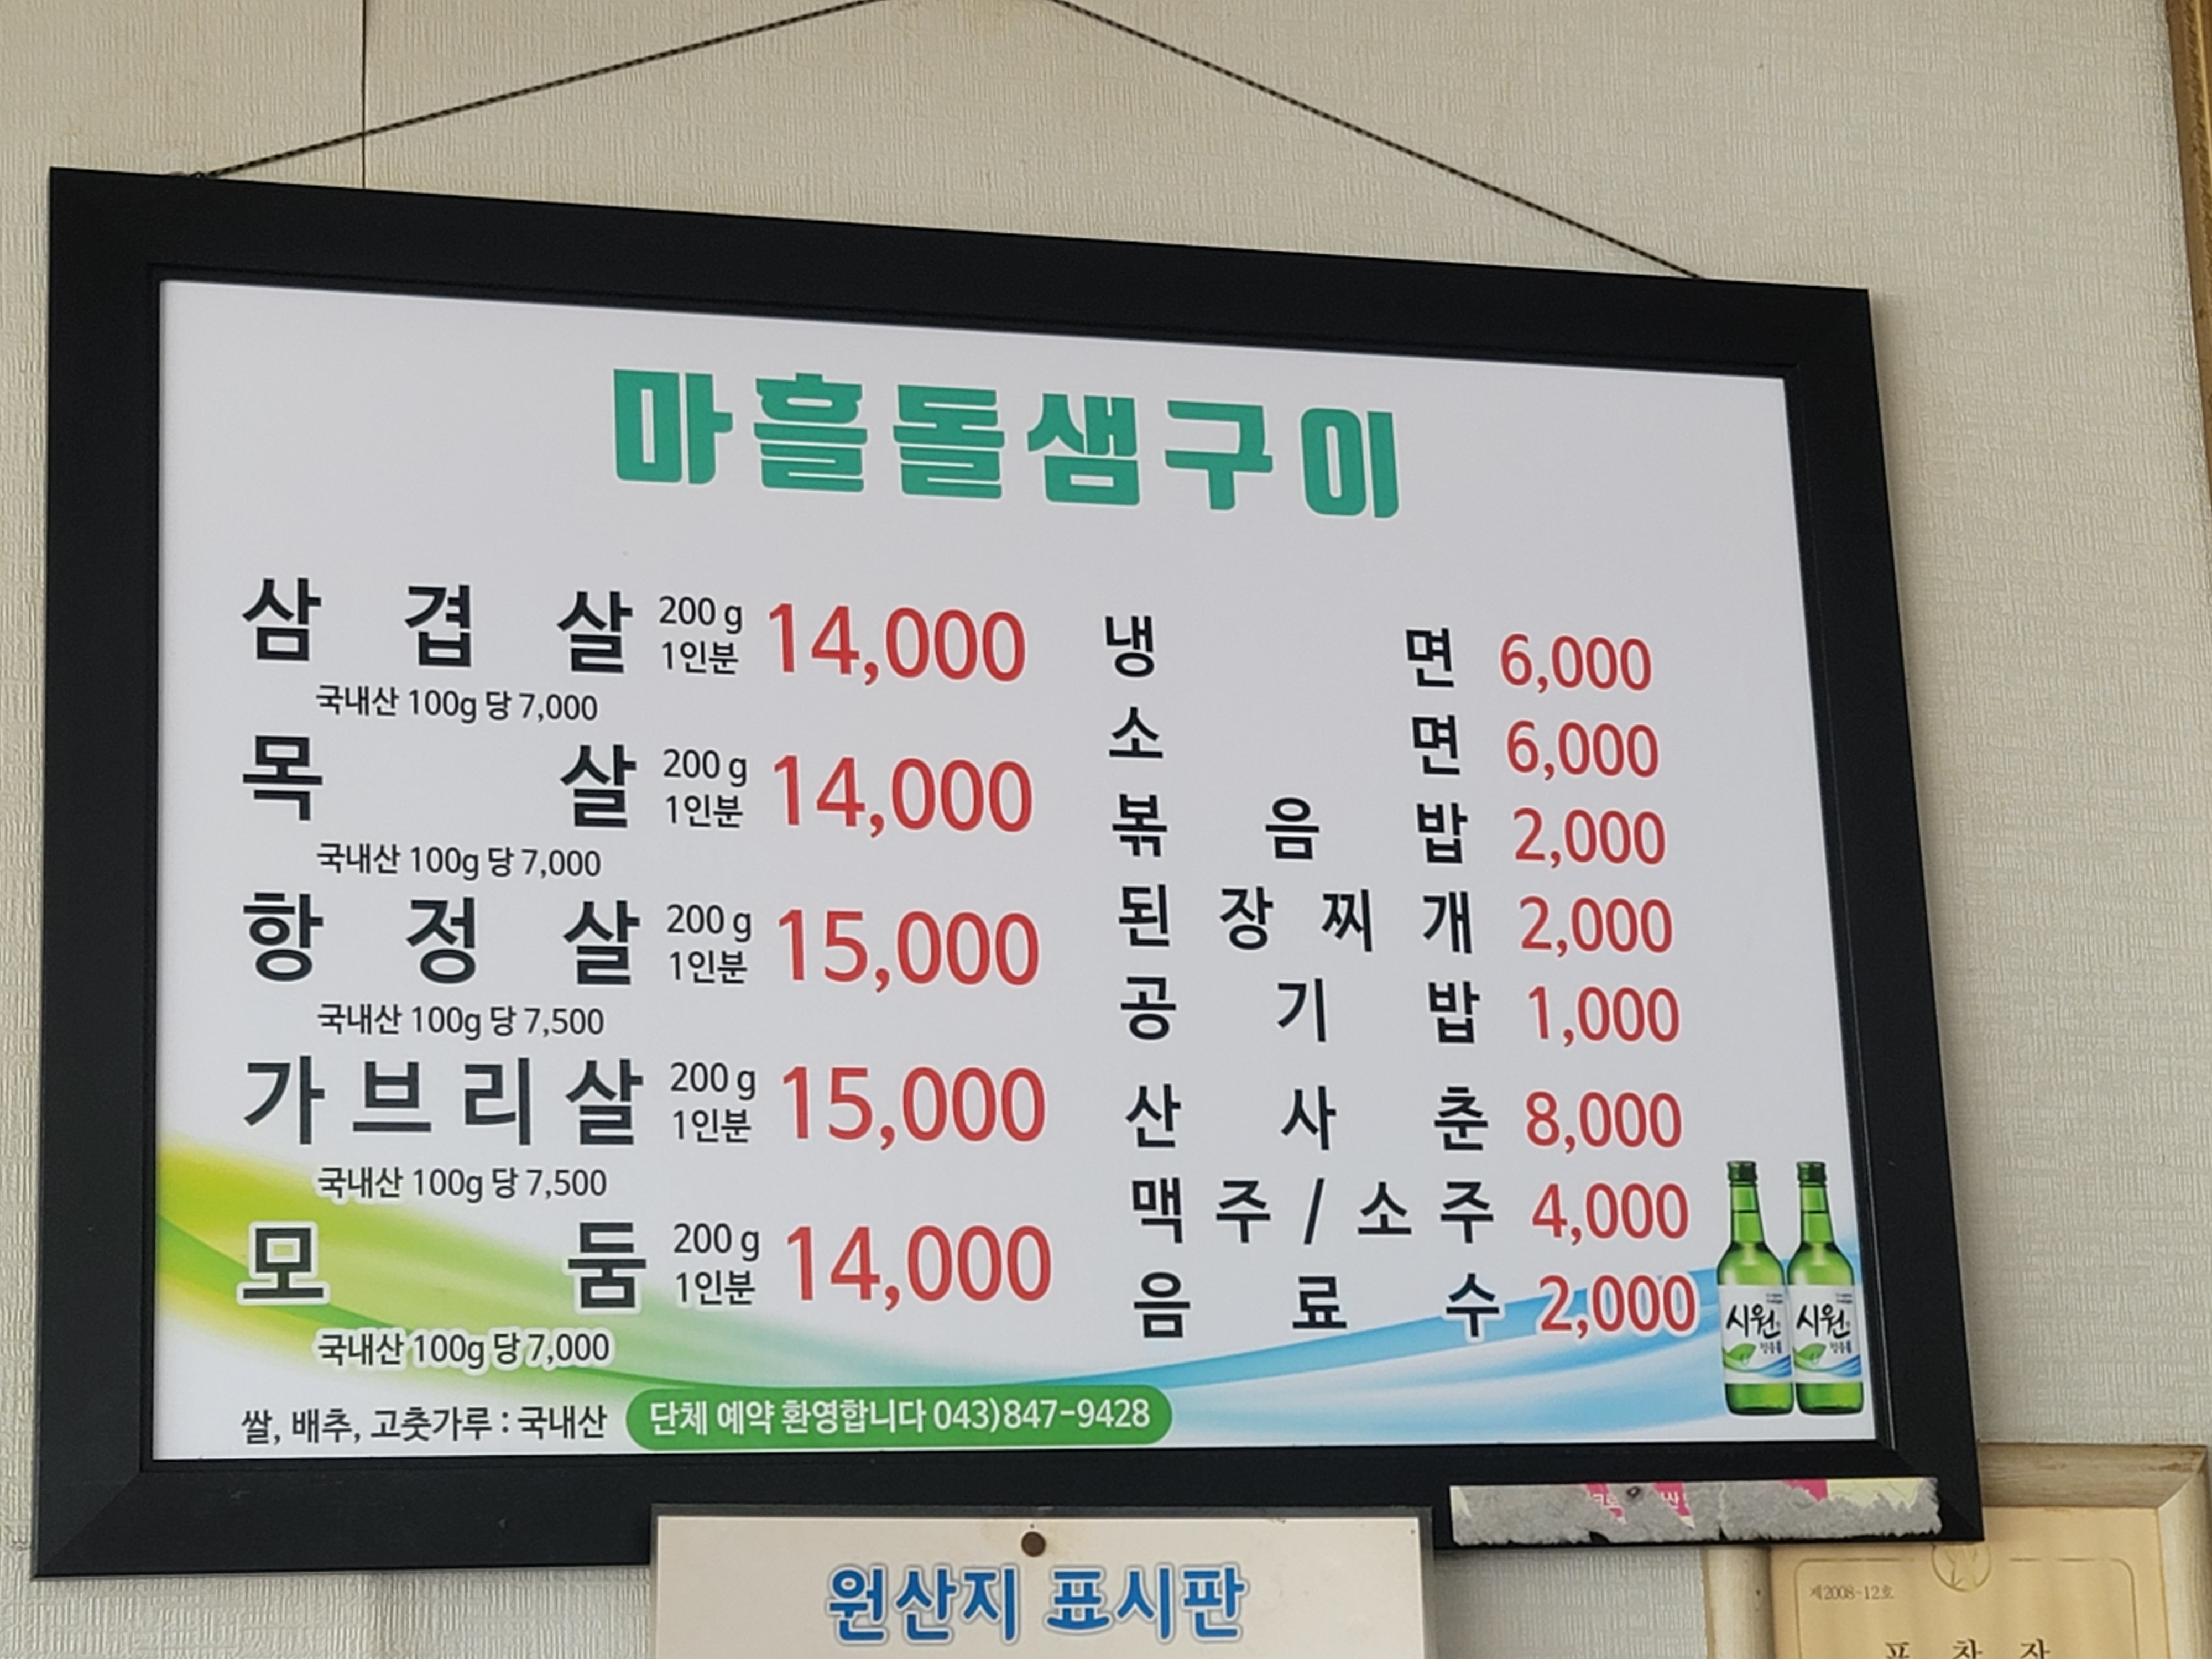 마흘돌샘구이
삼겹살 200 g 1인분 14,000
국내산 100g 당 7,000
목살 200 g 1인분 14,000
국내산 100g 당 7,000
항정살 200 g 1인분 15,000
국내산 100g 당 7,500
가브리살 200 g 1인분 15,000
국내산 100g 당 7,500
모둠 200 g 1인분 14,000
국내산 100g 당 7,000
냉면 6,000
소면 6,000
볶음밥 2,000
된장찌개 2,000
공기밥 1,000
산사춘 8,000
맥주/소주 4,000
음료수 2,000
시원
시원
쌀, 배추, 고춧가루 : 국내산
단체 예약 환영합니다 043)847-9428
원산지 표시판
제2008-12호
표 창 장